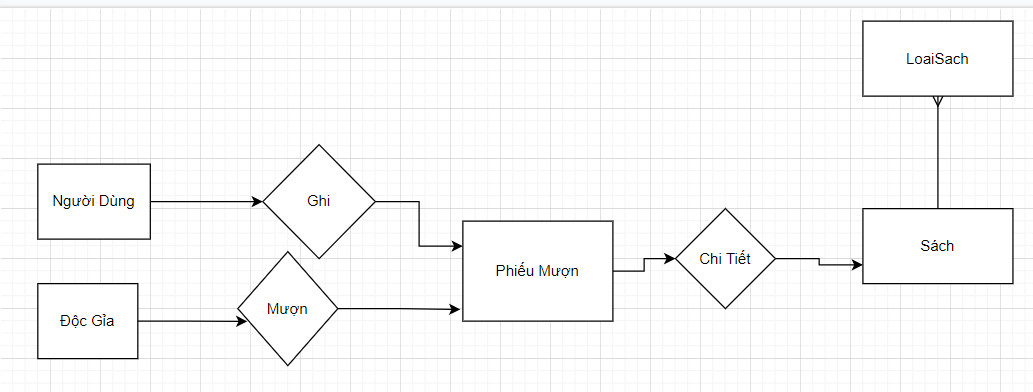 LoaiSach
Người Dùng
Ghi
Phiếu Mượn
Chi Tiết
Sách
Độc Gỉa
Mượn